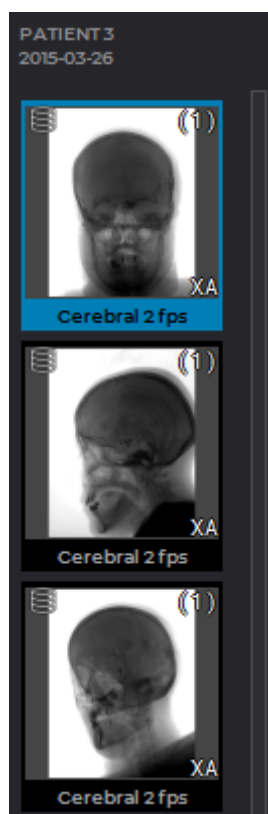 PATIENT 3
2015-03-26
(1)
XA
Cerebral 2 fps
(1)
XA
Cerebral 2 fps
(1)
XA
Cerebral 2 fps